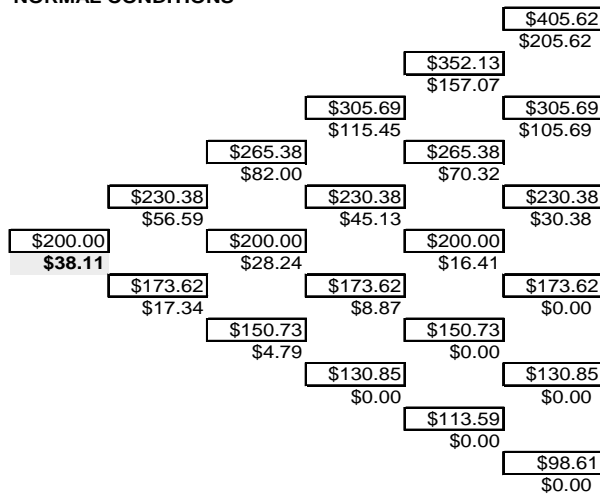 NORMAL CONDITIONS
$405.62
$205.62
$352.13
$157.07
$305.69 $305.69
$115.45 $105.69
$265.38 $265.38
$82.00 $70.32
$230.38 $230.38 $230.38
$56.59 $45.13 $30.38
$200.00 $200.00 $200.00
$38.11 $28.24 $16.41
$173.62 $173.62 $173.62
$17.34 $8.87 $0.00
$150.73 $150.73
$4.79 $0.00
$130.85 $130.85
$0.00 $0.00
$113.59
$0.00
$98.61
$0.00